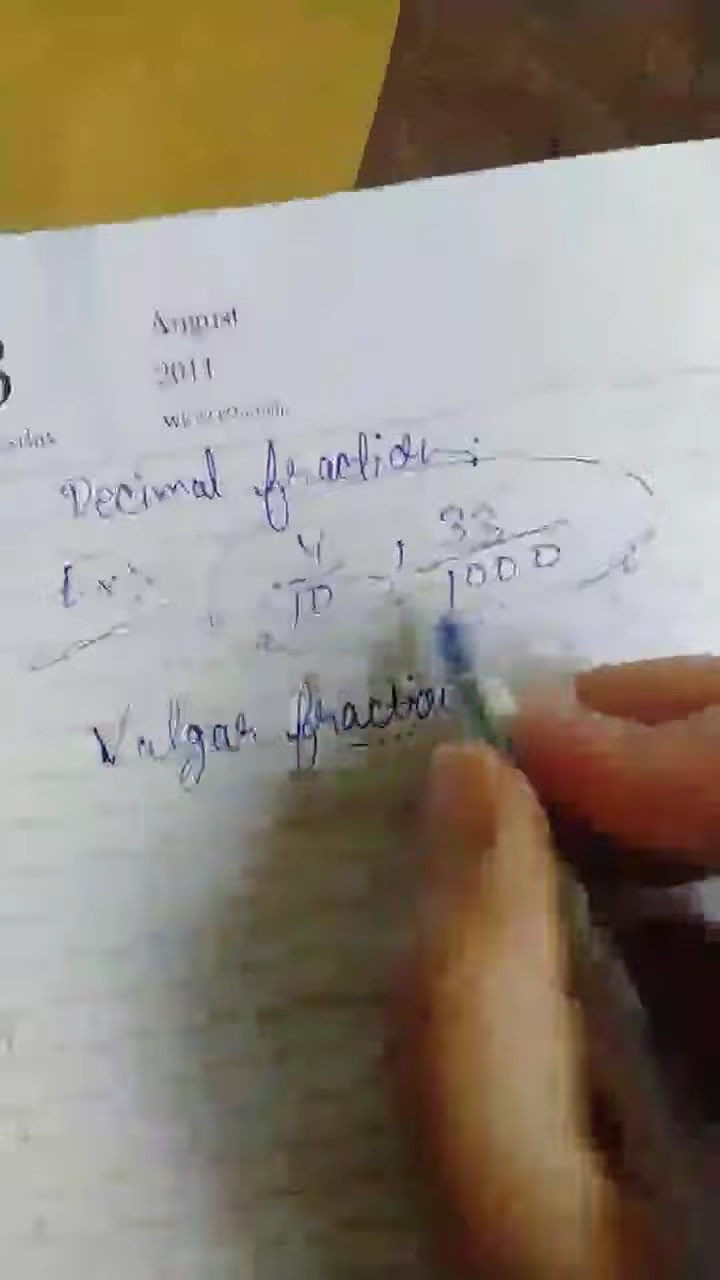 August
2011
Decimal fraction :
Ex:
4/10 , 33/1000
Vulgar fraction